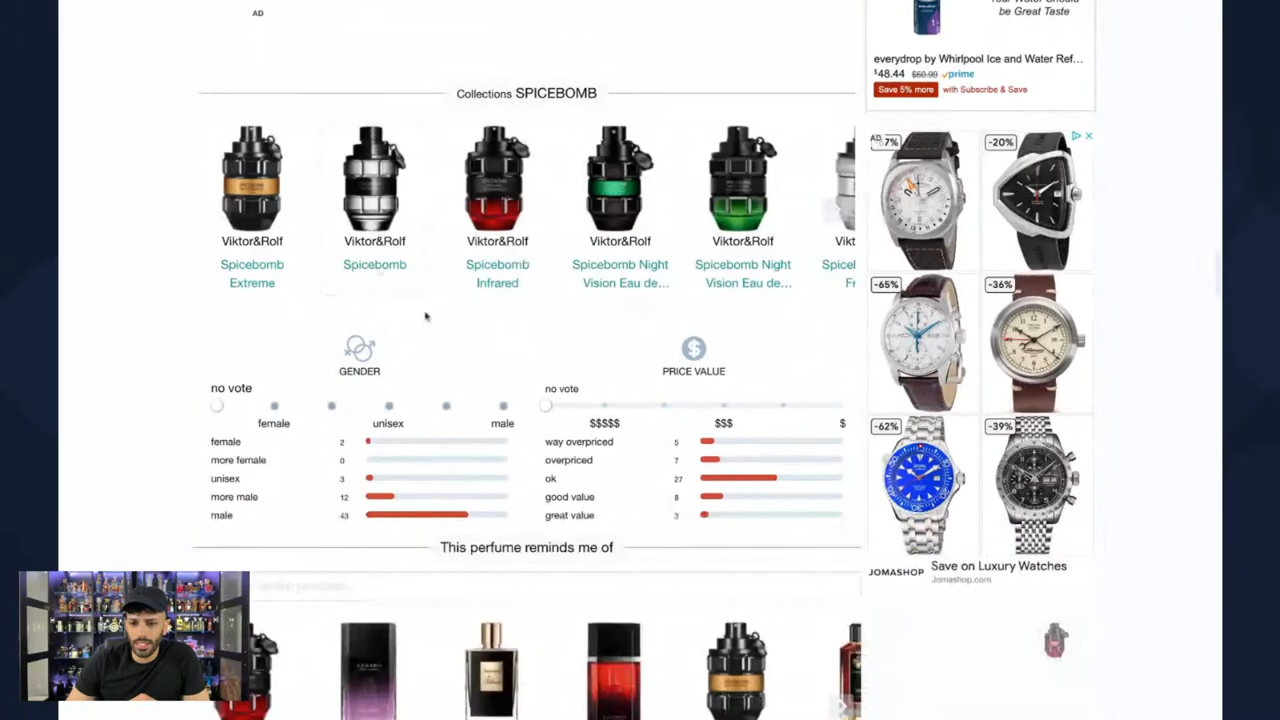 AD
be Great Taste
everydrop by Whirlpool Ice and Water Ref...
$48.44 $60.99 prime
Save 5% more with Subscribe & Save
Collections SPICEBOMB
AD
-20%
Viktor&Rolf
Spicebomb
Extreme
Viktor&Rolf
Spicebomb
Viktor&Rolf
Spicebomb
Infrared
Viktor&Rolf
Spicebomb Night
Vision Eau de...
Viktor&Rolf
Spicebomb Night
Vision Eau de...
Vikt
Spicel
Fr
-65%
-36%
GENDER
no vote
female unisex male
female 2
more female 0
unisex 3
more male 12
male 43
PRICE VALUE
no vote
$$$$$ $$$ $
way overpriced 5
overpriced 7
ok 27
good value 8
great value 3
-62%
-39%
This perfume reminds me of
JOMASHOP
Save on Luxury Watches
Jomashop.com
AZZARO